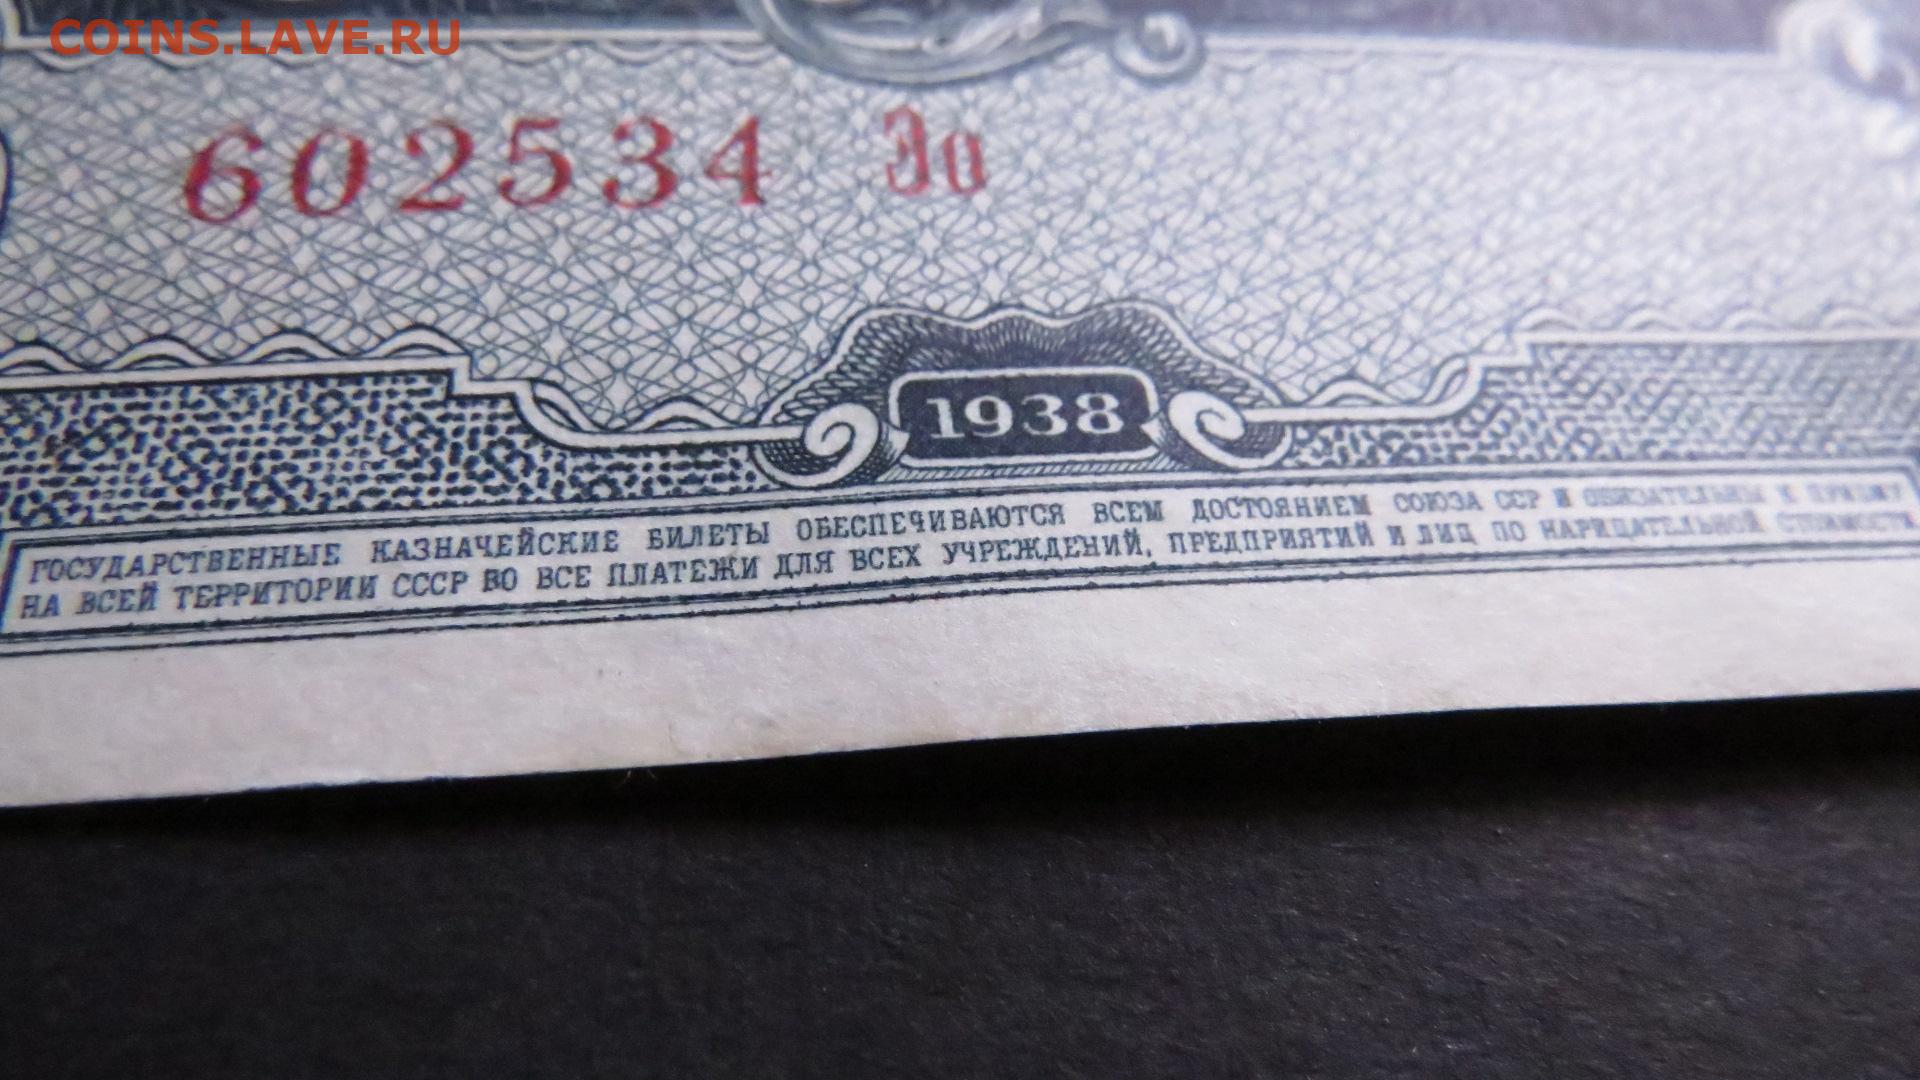 COINS.LAVE.RU
602534 Эо
1938
ГОСУДАРСТВЕННЫЕ КАЗНАЧЕЙСКИЕ БИЛЕТЫ ОБЕСПЕЧИВАЮТСЯ ВСЕМ ДОСТОЯНИЕМ СОЮЗА ССР И ОБЯЗАТЕЛЬНЫ К ПРИЕМУ
НА ВСЕЙ ТЕРРИТОРИИ СССР ВО ВСЕ ПЛАТЕЖИ ДЛЯ ВСЕХ УЧРЕЖДЕНИЙ, ПРЕДПРИЯТИЙ И ЛИЦ ПО НАРИЦАТЕЛЬНОЙ СТОИМОСТИ